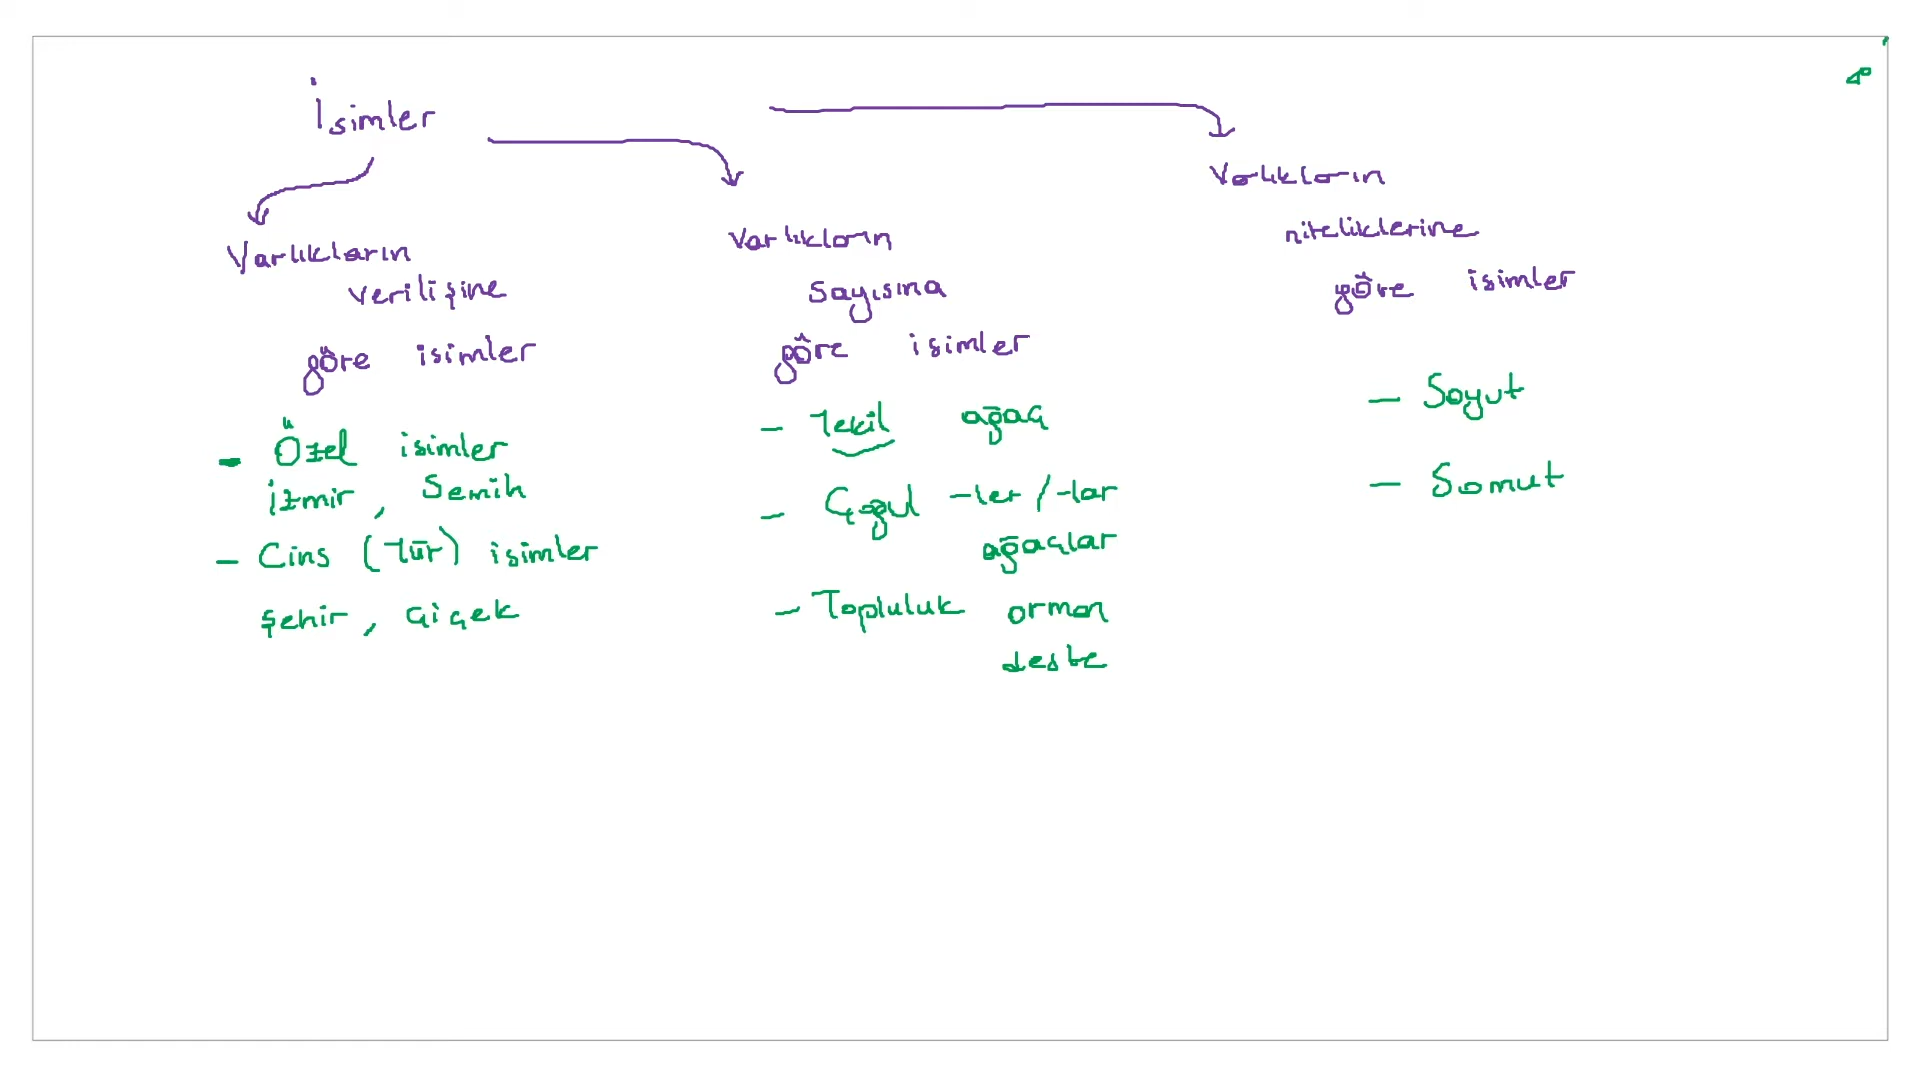 İsimler
Varlıkların
verilişine
göre isimler
- Özel isimler
İzmir, Semih
- Cins (tür) isimler
şehir, çiçek
Varlıkların
sayısına
göre isimler
- Tekil ağaç
- Çoğul -ler/-lar
ağaçlar
- Topluluk orman
deste
Varlıkların
niteliklerine
göre isimler
- Soyut
- Somut